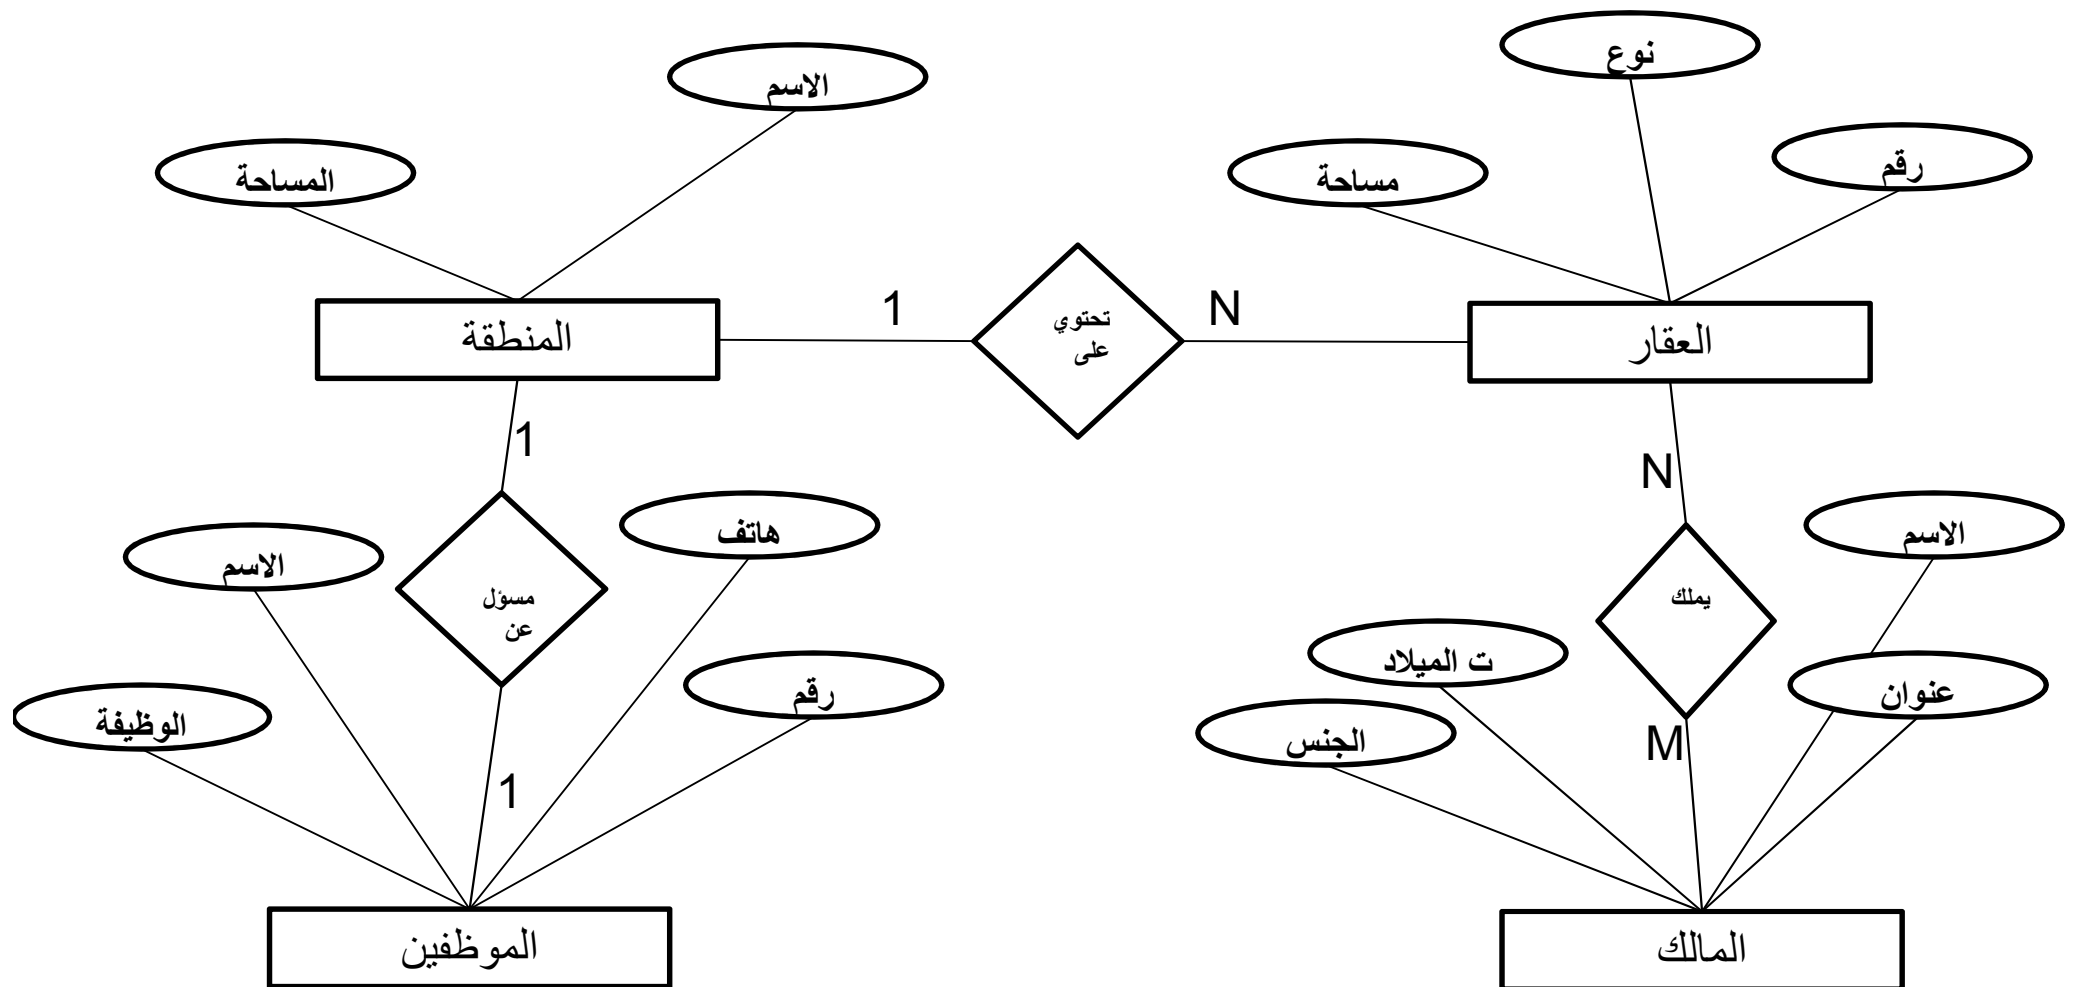 نوع
الاسم
رقم
مساحة
المساحة
1
N
تحتوي
على
المنطقة
العقار
1
N
هاتف
الاسم
الاسم
مسؤل
عن
يملك
ت الميلاد
عنوان
رقم
الوظيفة
الجنس
M
1
الموظفين
المالك